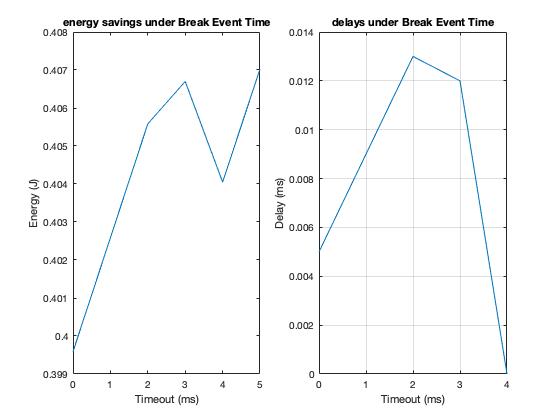 energy savings under Break Event Time
0.408
0.407
0.406
0.405
0.404
0.403
0.402
0.401
0.4
0.399
Energy (J)
0 1 2 3 4 5
Timeout (ms)
delays under Break Event Time
0.014
0.012
0.01
0.008
0.006
0.004
0.002
0
Delay (ms)
0 1 2 3 4
Timeout (ms)